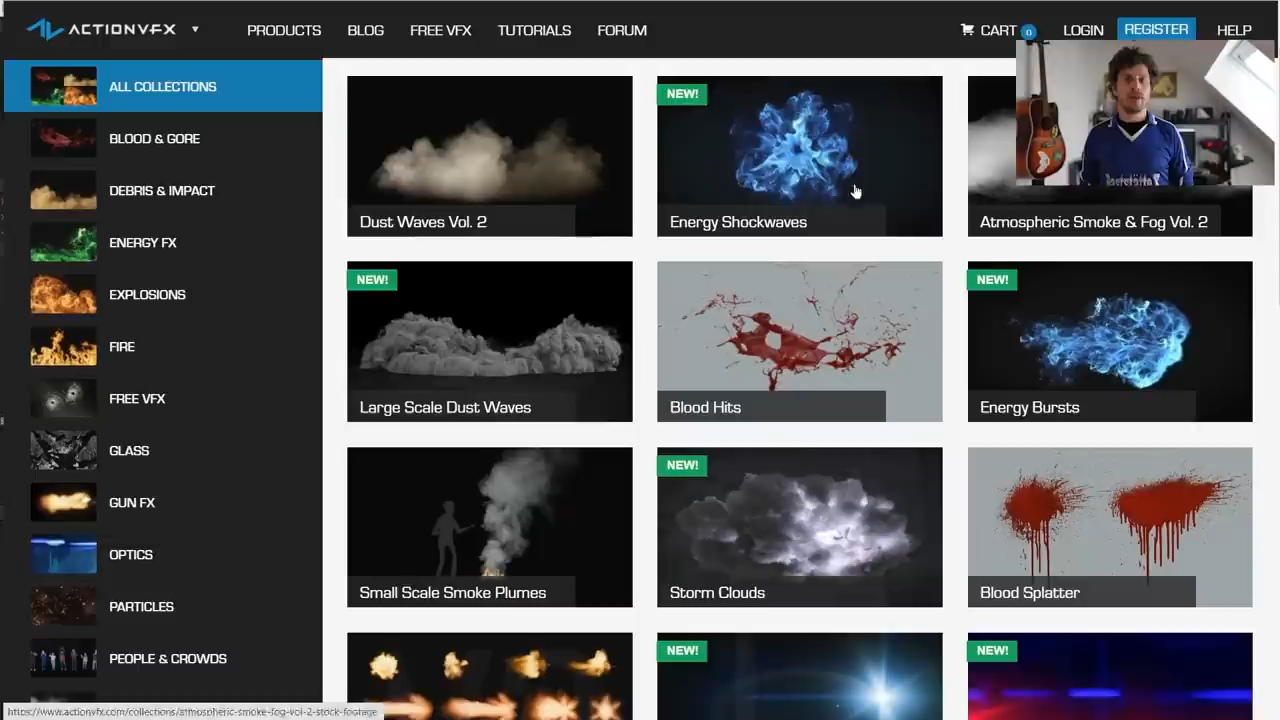 ACTIONVFX
PRODUCTS BLOG FREE VFX TUTORIALS FORUM CART 0 LOGIN REGISTER HELP
ALL COLLECTIONS
BLOOD & GORE
DEBRIS & IMPACT
ENERGY FX
EXPLOSIONS
FIRE
FREE VFX
GLASS
GUN FX
OPTICS
PARTICLES
PEOPLE & CROWDS
Dust Waves Vol. 2
NEW!
Energy Shockwaves
Atmospheric Smoke & Fog Vol. 2
NEW!
Large Scale Dust Waves
Blood Hits
NEW!
Energy Bursts
Small Scale Smoke Plumes
NEW!
Storm Clouds
Blood Splatter
NEW!
NEW!
https://www.actionvfx.com/collections/atmospheric-smoke-fog-vol-2-stock-footage